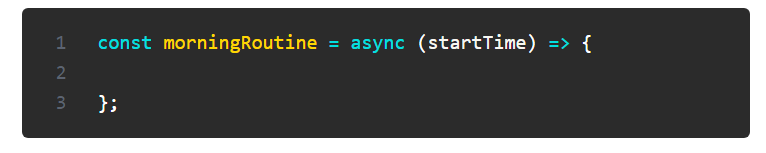 1 const morningRoutine = async (startTime) => {
2
3 };